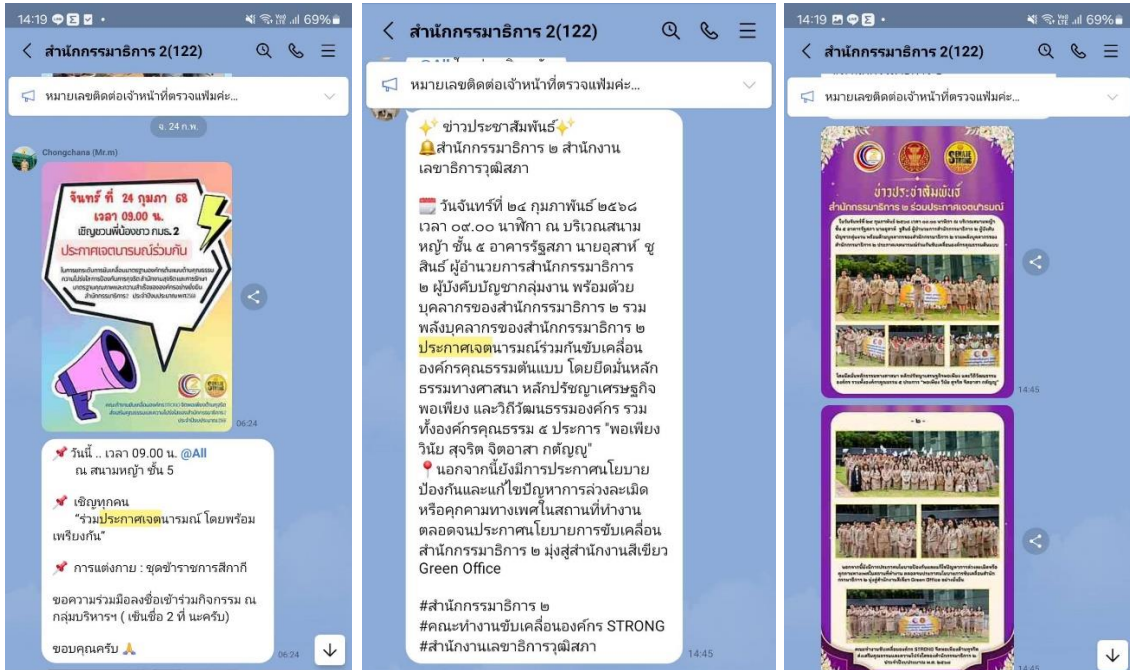 14:19
69%
สำนักกรรมาธิการ 2(122)
หมายเลขติดต่อเจ้าหน้าที่ตรวจแฟ้มค่ะ...
จ. 24 ก.พ.
Chongchana (Mr.m)
จันทร์ ที่ 24 กุมภา 68
เวลา 09.00 น.
เชิญชวนพี่น้องชาว กมธ.2
ประกาศเจตนารมณ์ร่วมกัน
06:24
📌 วันนี้ .. เวลา 09.00 น. @All
ณ สนามหญ้า ชั้น 5
📌 เชิญทุกคน
"ร่วมประกาศเจตนารมณ์ โดยพร้อม
เพรียงกัน"
📌 การแต่งกาย : ชุดข้าราชการสีกากี
ขอความร่วมมือลงชื่อเข้าร่วมกิจกรรม ณ
กลุ่มบริหารฯ ( เซ็นชื่อ 2 ที่ นะครับ)
ขอบคุณครับ 🙏
06:24
สำนักกรรมาธิการ 2(122)
หมายเลขติดต่อเจ้าหน้าที่ตรวจแฟ้มค่ะ...
✨ ข่าวประชาสัมพันธ์✨
🔔สำนักกรรมาธิการ ๒ สำนักงาน
เลขาธิการวุฒิสภา
🗓️ วันจันทร์ที่ ๒๔ กุมภาพันธ์ ๒๕๖๘
เวลา ๐๙.๐๐ นาฬิกา ณ บริเวณสนาม
หญ้า ชั้น ๕ อาคารรัฐสภา นายอุสาห์ ชู
สินธ์ ผู้อำนวยการสำนักกรรมาธิการ
๒ ผู้บังคับบัญชากลุ่มงาน พร้อมด้วย
บุคลากรของสำนักกรรมาธิการ ๒ รวม
พลังบุคลากรของสำนักกรรมาธิการ ๒
ประกาศเจตนารมณ์ร่วมกันขับเคลื่อน
องค์กรคุณธรรมต้นแบบ โดยยึดมั่นหลัก
ธรรมทางศาสนา หลักปรัชญาเศรษฐกิจ
พอเพียง และวิถีวัฒนธรรมองค์กร รวม
ทั้งองค์กรคุณธรรม ๕ ประการ "พอเพียง
วินัย สุจริต จิตอาสา กตัญญู"
📍นอกจากนี้ยังมีการประกาศนโยบาย
ป้องกันและแก้ไขปัญหาการล่วงละเมิด
หรือคุกคามทางเพศในสถานที่ทำงาน
ตลอดจนประกาศนโยบายการขับเคลื่อน
สำนักกรรมาธิการ ๒ มุ่งสู่สำนักงานสีเขียว
Green Office
#สำนักกรรมาธิการ ๒
#คณะทำงานขับเคลื่อนองค์กร STRONG
#สำนักงานเลขาธิการวุฒิสภา
14:45
14:19
69%
สำนักกรรมาธิการ 2(122)
หมายเลขติดต่อเจ้าหน้าที่ตรวจแฟ้มค่ะ...
ข่าวประชาสัมพันธ์
สำนักกรรมาธิการ ๒ ร่วมประกาศเจตนารมณ์
14:45
- ๒ -
14:45